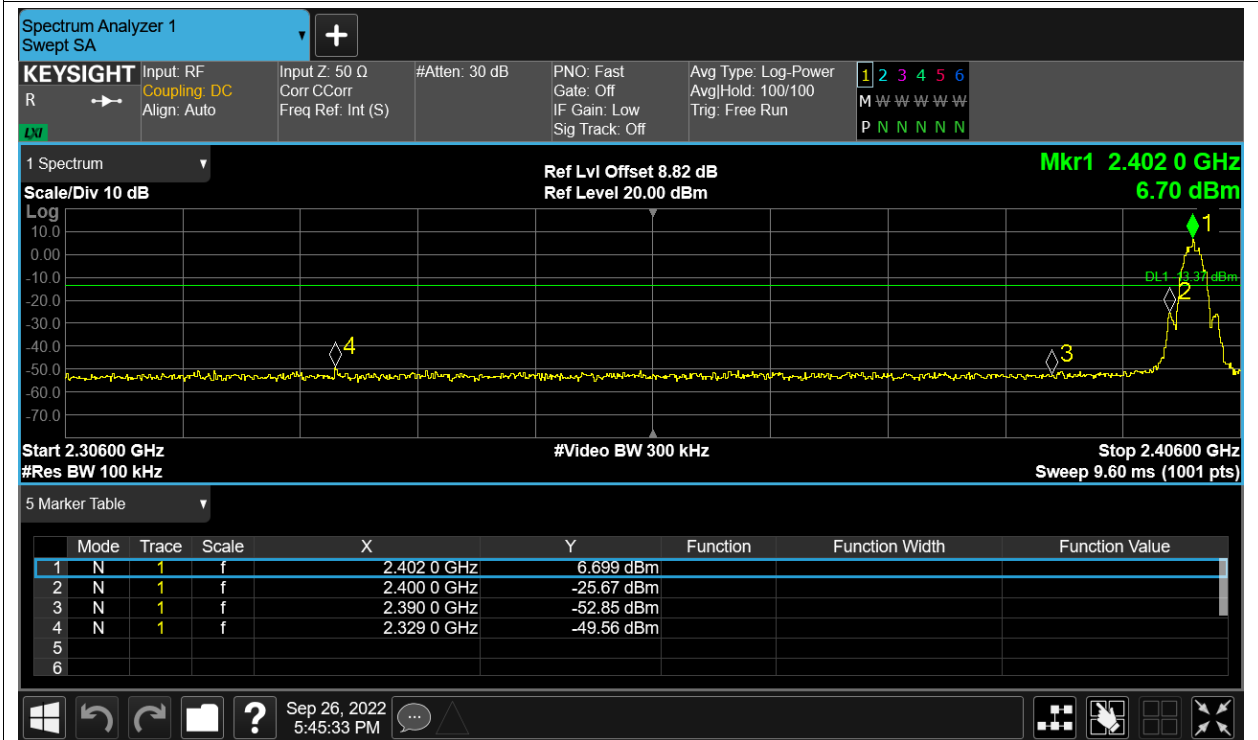 Spectrum Analyzer 1
Swept SA
+
KEYSIGHT Input: RF Input Z: 50 Ω #Atten: 30 dB PNO: Fast Avg Type: Log-Power 1 2 3 4 5 6
R Coupling: DC Corr CCorr Gate: Off Avg|Hold: 100/100 M W W W W W
Align: Auto Freq Ref: Int (S) IF Gain: Low Trig: Free Run
LXI Sig Track: Off P N N N N N
1 Spectrum Ref Lvl Offset 8.82 dB Mkr1 2.402 0 GHz
Scale/Div 10 dB Ref Level 20.00 dBm 6.70 dBm
Log
1
10.0
0.00
-10.0 DL1 -13.37 dBm
2
-20.0
-30.0
-40.0
4 3
-50.0
-60.0
-70.0
Start 2.30600 GHz #Video BW 300 kHz Stop 2.40600 GHz
#Res BW 100 kHz Sweep 9.60 ms (1001 pts)
5 Marker Table
Mode Trace Scale X Y Function Function Width Function Value
1 N 1 f 2.402 0 GHz 6.699 dBm
2 N 1 f 2.400 0 GHz -25.67 dBm
3 N 1 f 2.390 0 GHz -52.85 dBm
4 N 1 f 2.329 0 GHz -49.56 dBm
5
6
? Sep 26, 2022
5:45:33 PM